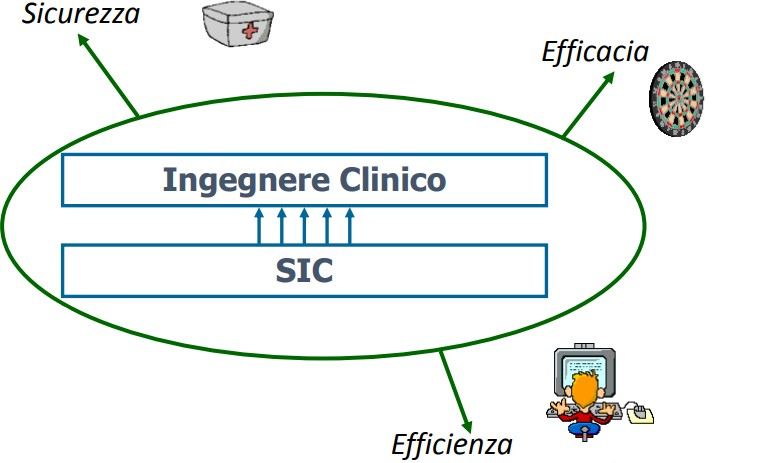 Sicurezza
Efficacia
Ingegnere Clinico
SIC
Efficienza